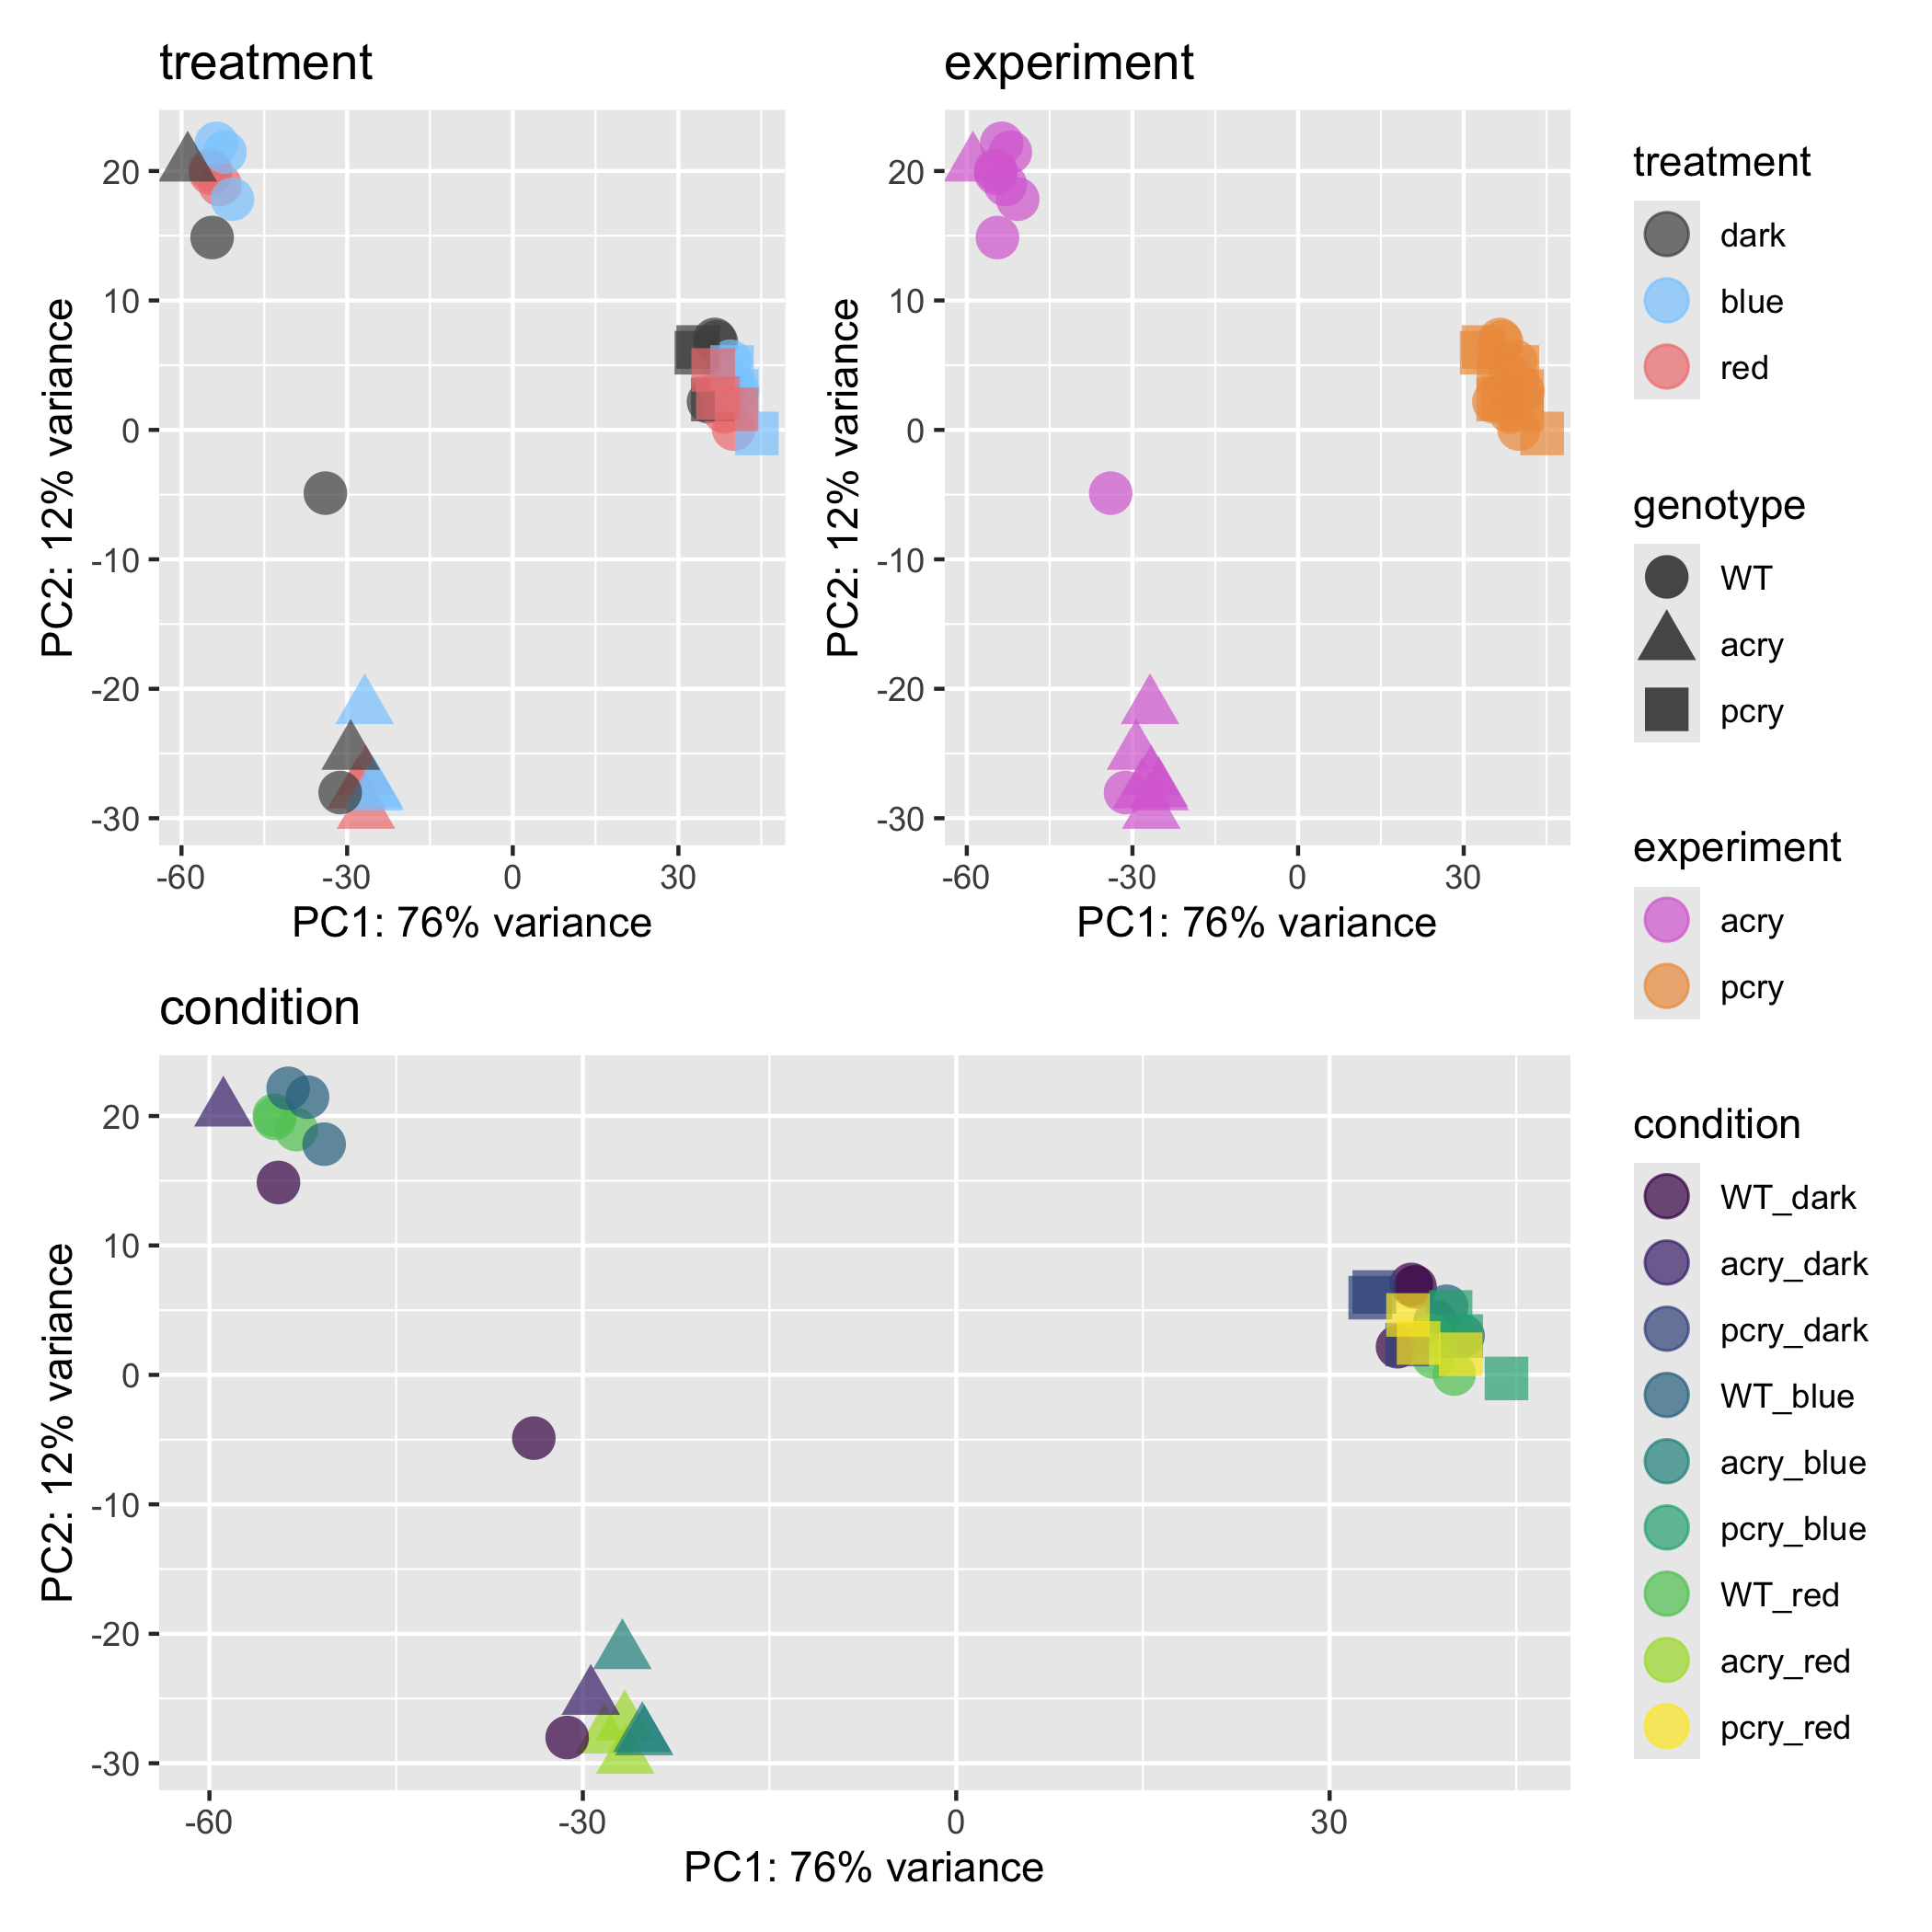 treatment
20
10
0
-10
-20
-30
PC2: 12% variance
-60 -30 0 30
PC1: 76% variance
experiment
20
10
0
-10
-20
-30
PC2: 12% variance
-60 -30 0 30
PC1: 76% variance
condition
20
10
0
-10
-20
-30
PC2: 12% variance
-60 -30 0 30
PC1: 76% variance
treatment
dark
blue
red
genotype
WT
acry
pcry
experiment
acry
pcry
condition
WT_dark
acry_dark
pcry_dark
WT_blue
acry_blue
pcry_blue
WT_red
acry_red
pcry_red